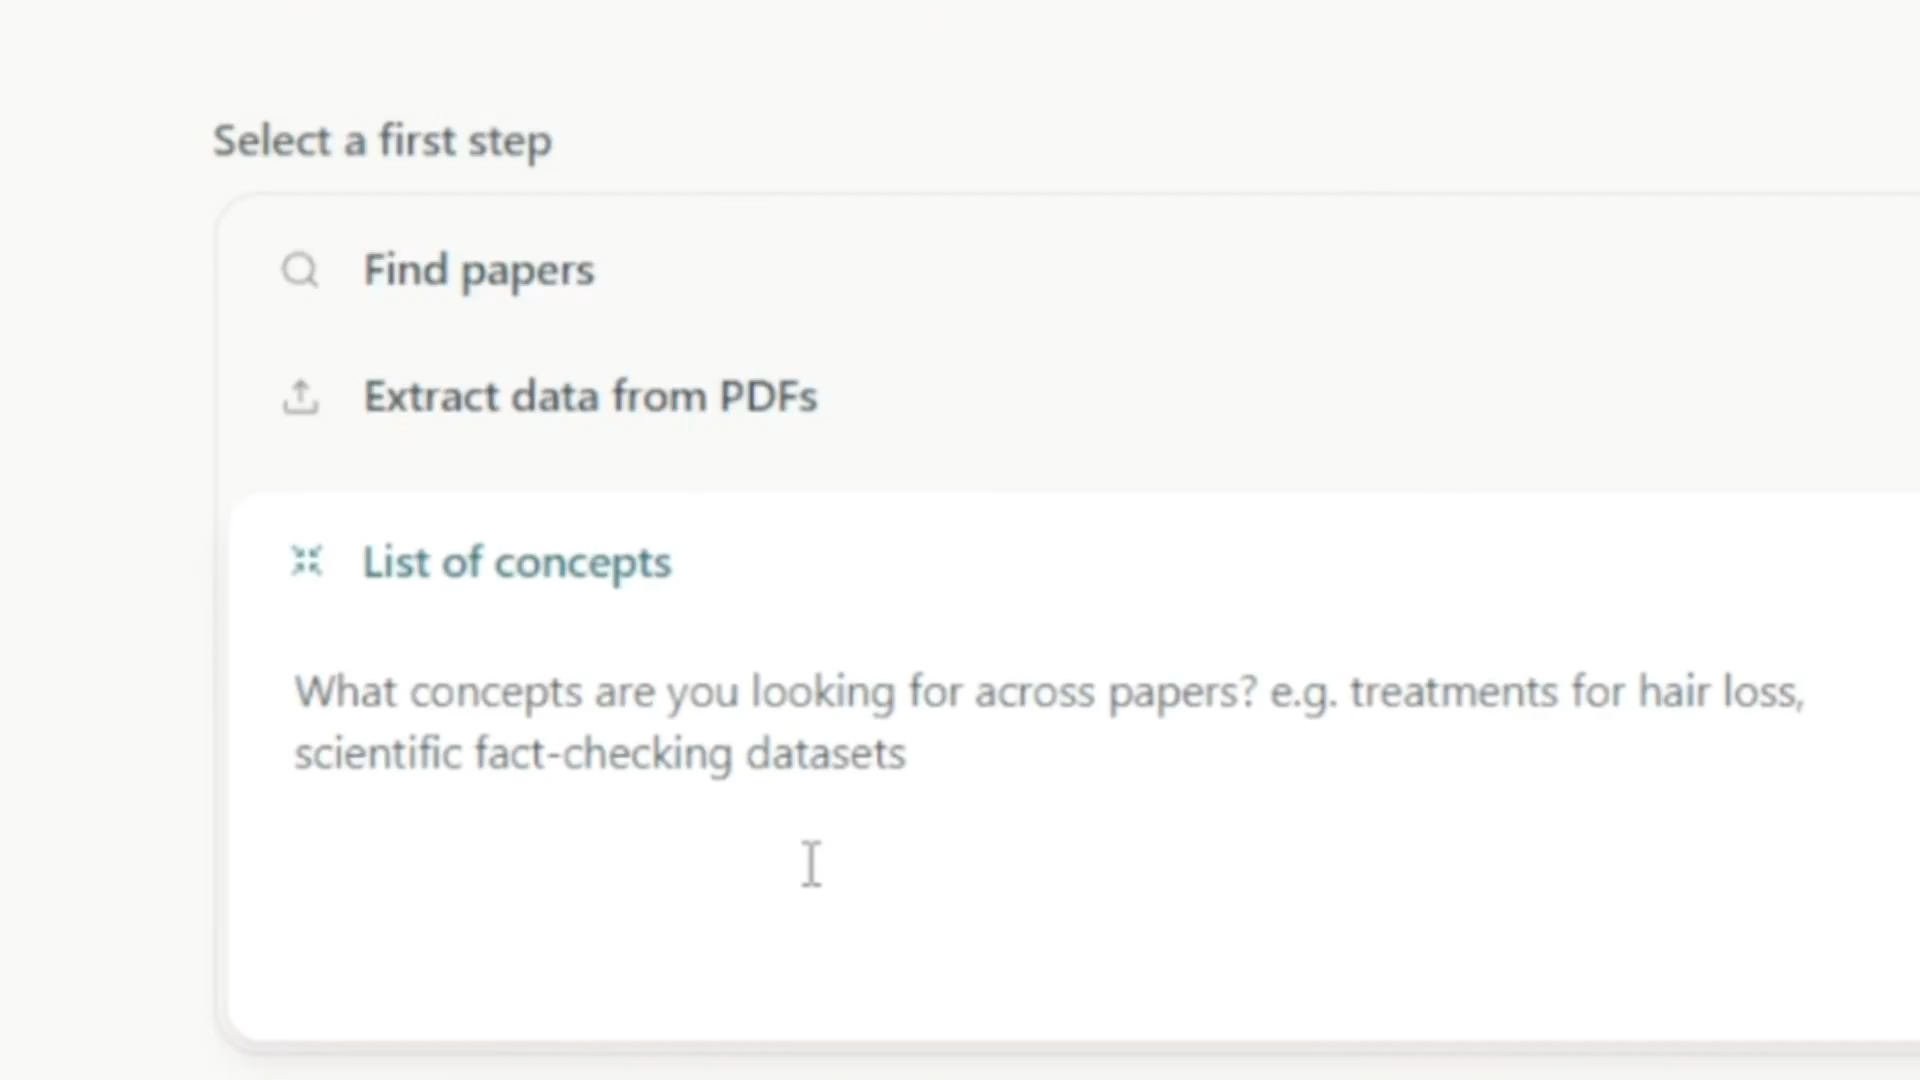 Select a first step
Find papers
Extract data from PDFs
List of concepts
What concepts are you looking for across papers? e.g. treatments for hair loss,
scientific fact-checking datasets